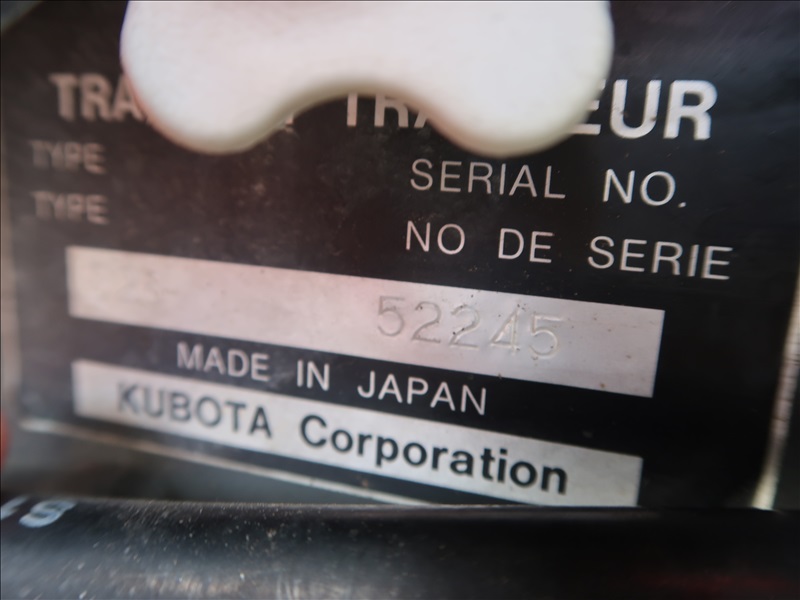 TYPE SERIAL NO.
TYPE NO DE SERIE
52245
MADE IN JAPAN
KUBOTA Corporation